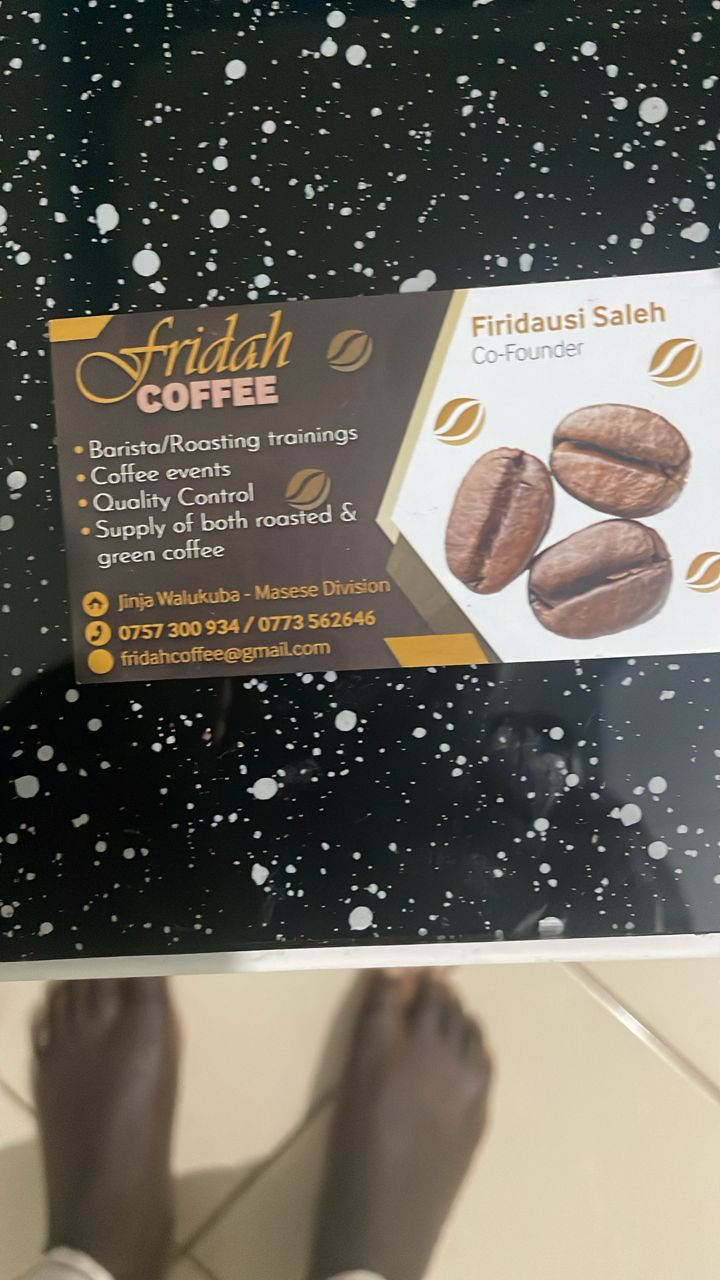 fridah
COFFEE
• Barista/Roasting trainings
• Coffee events
• Quality Control
• Supply of both roasted &
green coffee
Jinja Walukuba - Masese Division
0757 300 934 / 0773 562646
fridahcoffee@gmail.com
Firidausi Saleh
Co-Founder